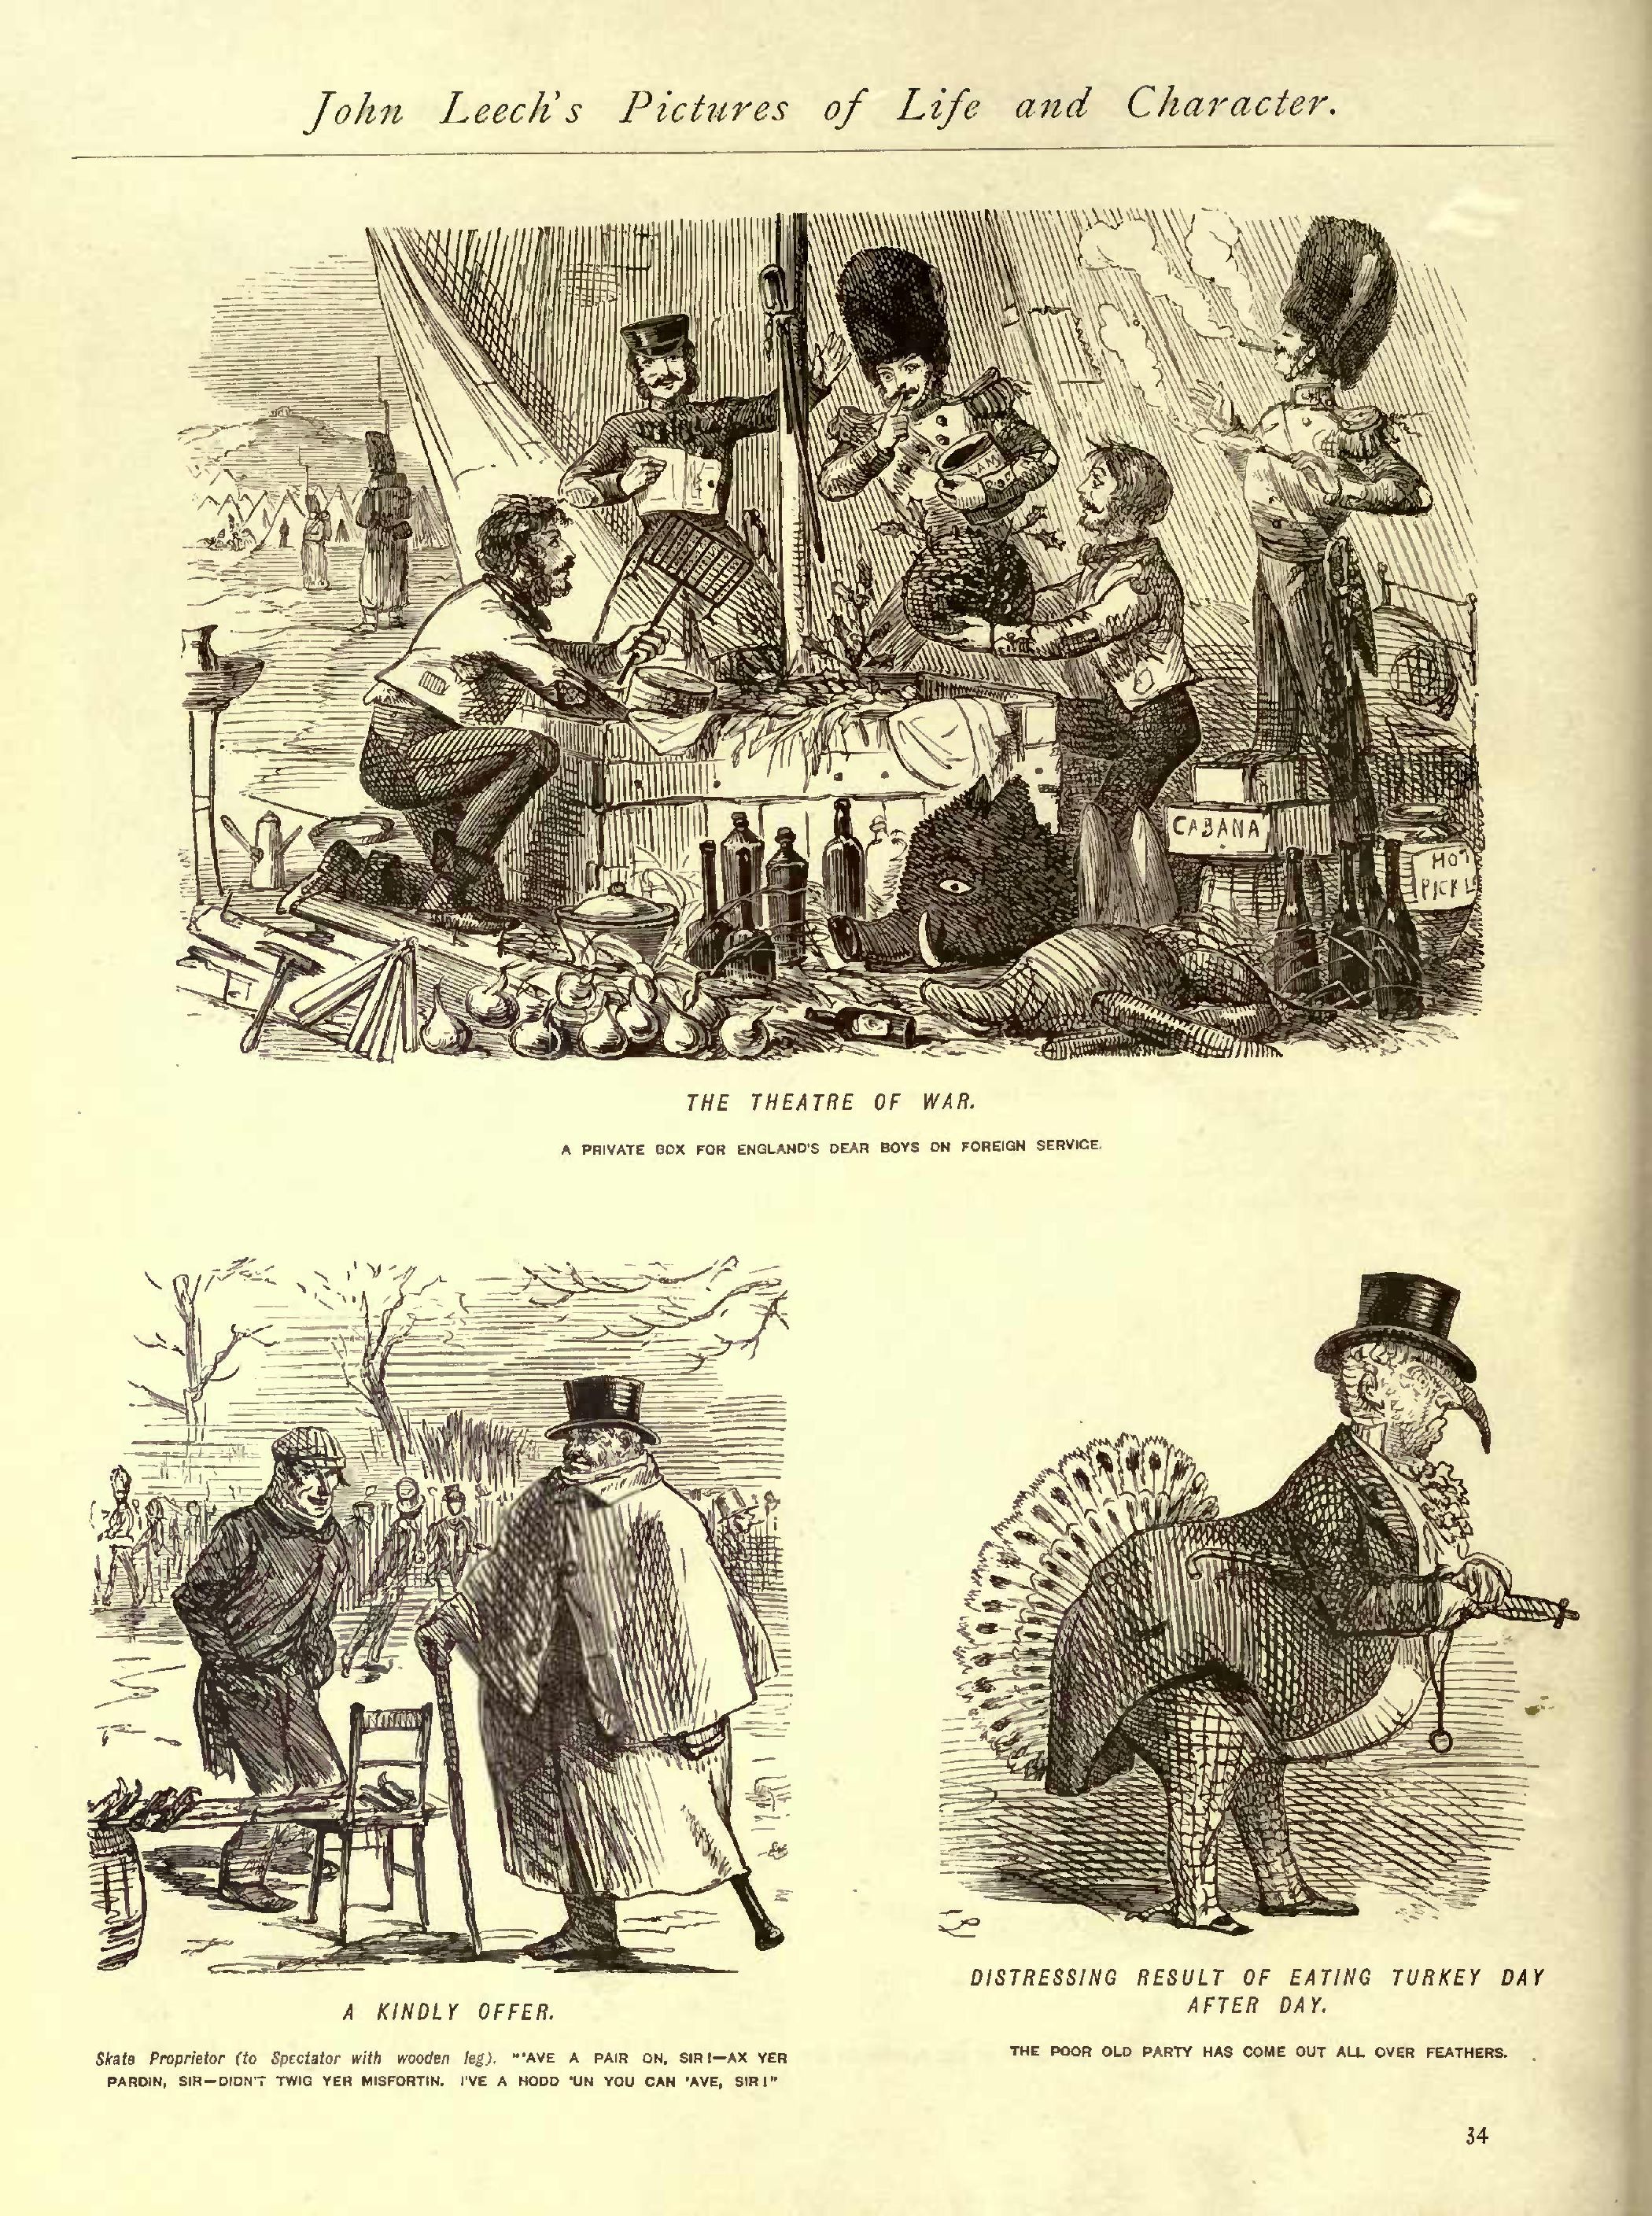 John Leech's Pictures of Life and Character.
CABANA
HOT
PICKL
THE THEATRE OF WAR.
A PRIVATE BOX FOR ENGLAND'S DEAR BOYS ON FOREIGN SERVICE.
A KINDLY OFFER.
Skate Proprietor (to Spectator with wooden leg). "'AVE A PAIR ON, SIR!—AX YER
PARDIN, SIR—DIDN'T TWIG YER MISFORTIN. I'VE A HODD 'UN YOU CAN 'AVE, SIR!"
DISTRESSING RESULT OF EATING TURKEY DAY
AFTER DAY.
THE POOR OLD PARTY HAS COME OUT ALL OVER FEATHERS.
34